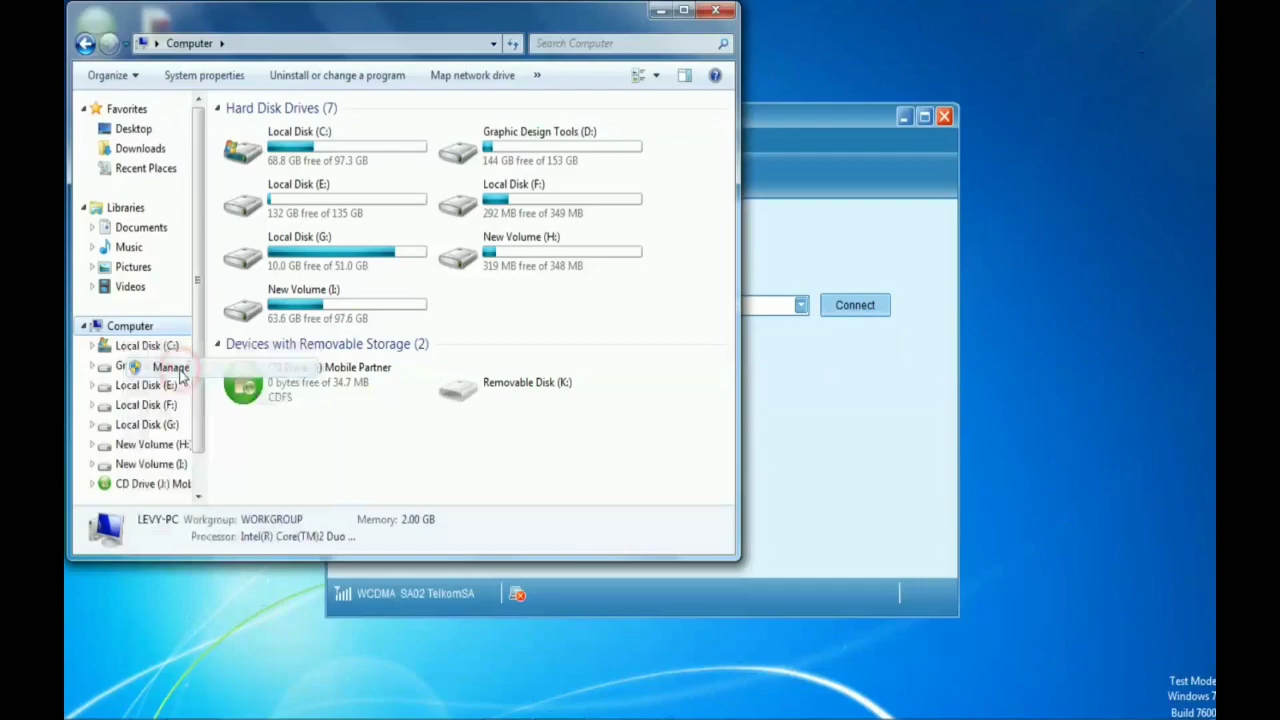 Computer
Search Computer
Organize
System properties
Uninstall or change a program
Map network drive
»
Favorites
Desktop
Downloads
Recent Places
Libraries
Documents
Music
Pictures
Videos
Computer
Local Disk (C:)
Gr
Manage
Local Disk (E:)
Local Disk (F:)
Local Disk (G:)
New Volume (H:
New Volume (I:)
CD Drive (J:) Mob
Hard Disk Drives (7)
Local Disk (C:)
68.8 GB free of 97.3 GB
Graphic Design Tools (D:)
144 GB free of 153 GB
Local Disk (E:)
132 GB free of 135 GB
Local Disk (F:)
292 MB free of 349 MB
Local Disk (G:)
10.0 GB free of 51.0 GB
New Volume (H:)
319 MB free of 348 MB
New Volume (I:)
63.6 GB free of 97.6 GB
Devices with Removable Storage (2)
) Mobile Partner
0 bytes free of 34.7 MB
CDFS
Removable Disk (K:)
LEVY-PC Workgroup: WORKGROUP Memory: 2.00 GB
Processor: Intel(R) Core(TM)2 Duo ...
Connect
WCDMA SA02 TelkomSA
Test Mode
Windows 7
Build 7600